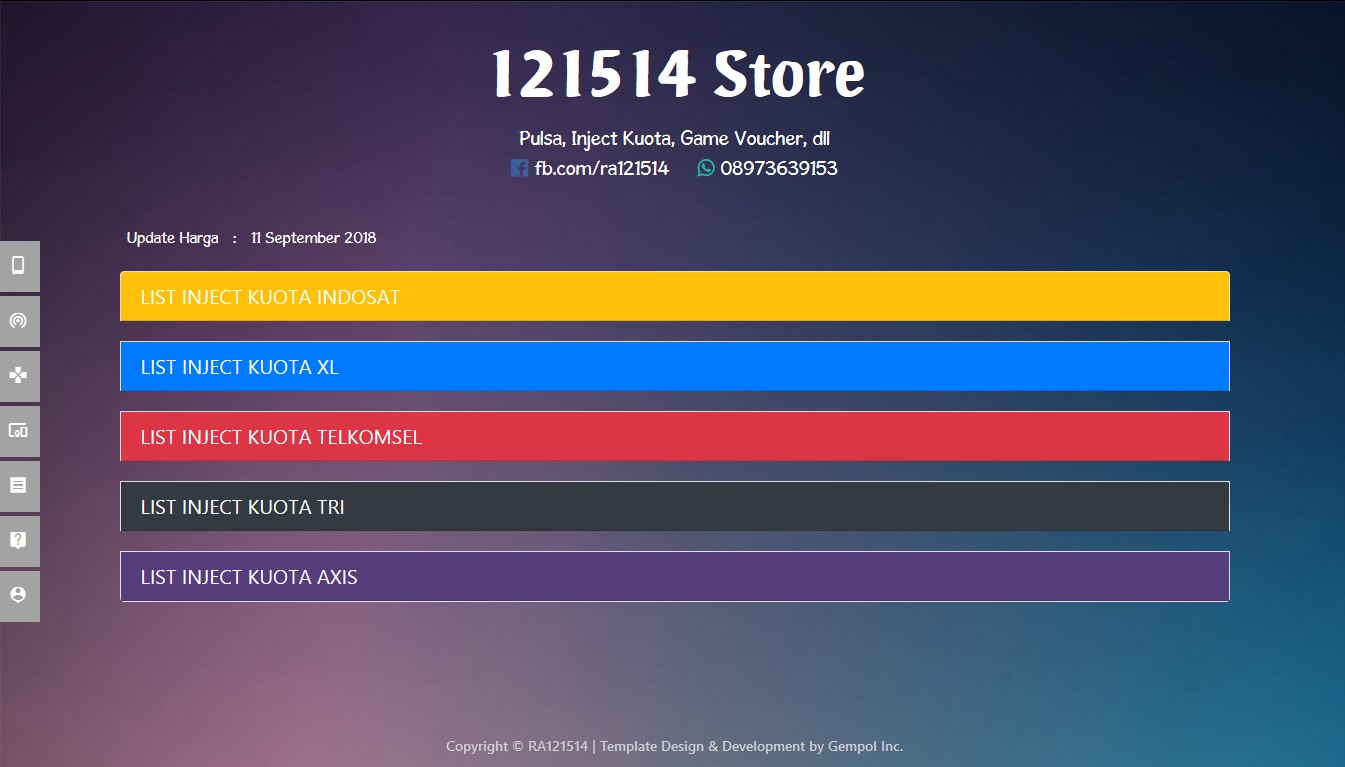 121514 Store
Pulsa, Inject Kuota, Game Voucher, dll
fb.com/ra121514 08973639153
Update Harga : 11 September 2018
LIST INJECT KUOTA INDOSAT
LIST INJECT KUOTA XL
LIST INJECT KUOTA TELKOMSEL
LIST INJECT KUOTA TRI
LIST INJECT KUOTA AXIS
Copyright © RA121514 | Template Design & Development by Gempol Inc.